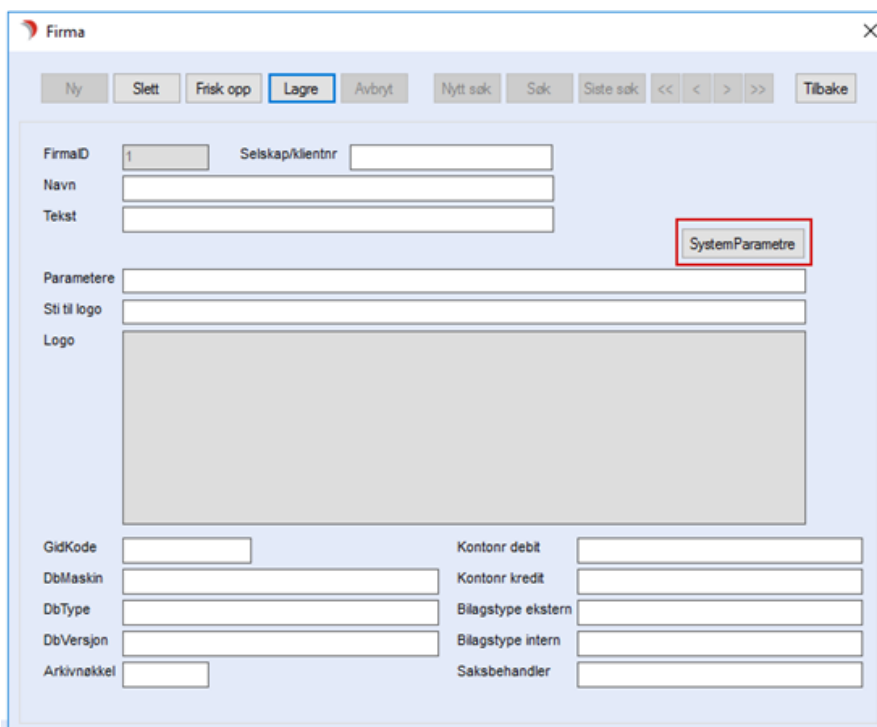 Firma
Ny Slett Frisk opp Lagre Avbryt Nytt søk Søk Siste søk << < > >> Tilbake
FirmaID 1 Selskap/klientnr
Navn
Tekst
SystemParametre
Parametere
Sti til logo
Logo
GidKode Kontonr debit
DbMaskin Kontonr kredit
DbType Bilagstype ekstern
DbVersjon Bilagstype intern
Arkivnøkkel Saksbehandler